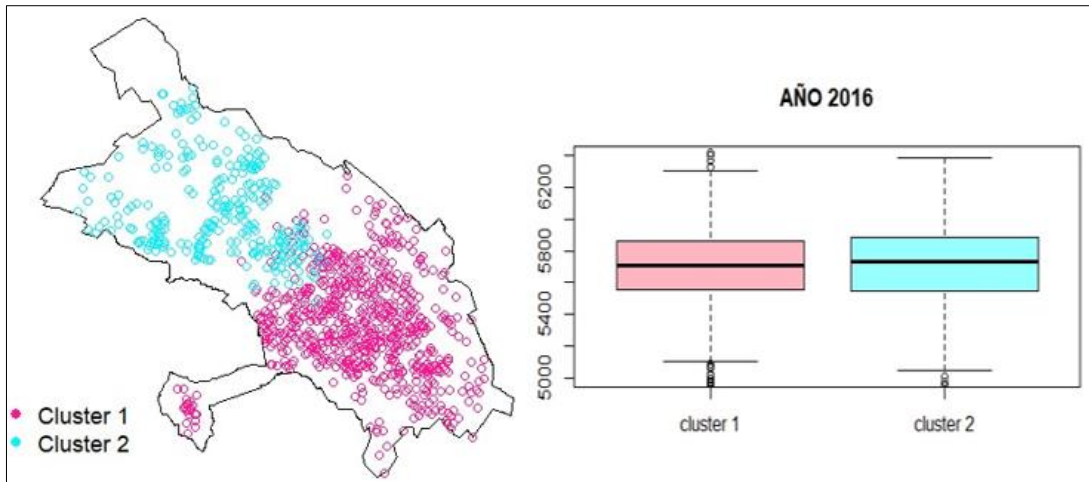 Cluster 1
Cluster 2
AÑO 2016
6200
5800
5400
5000
cluster 1
cluster 2